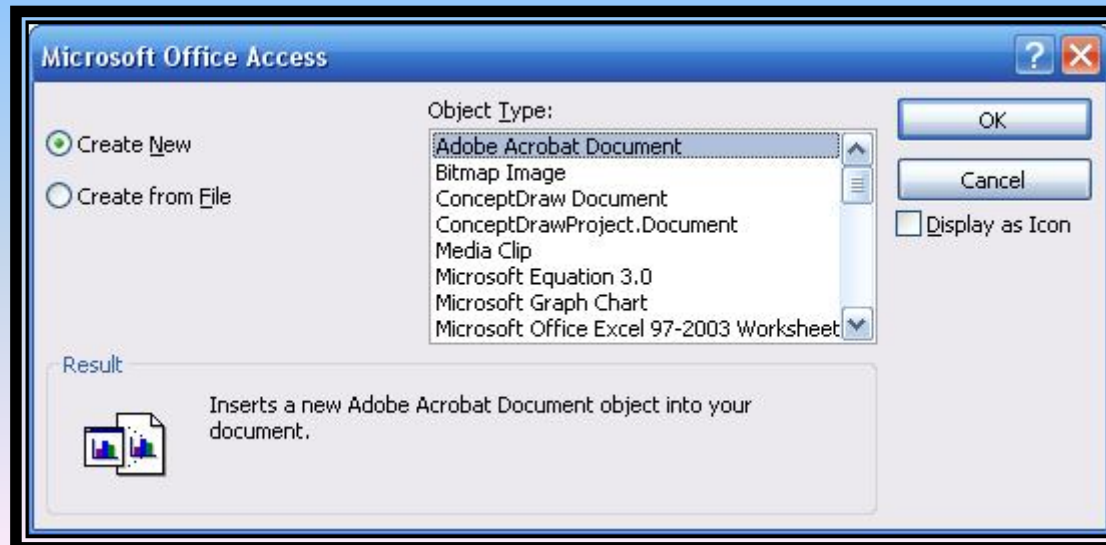 Microsoft Office Access
Create New
Create from File
Object Type:
Adobe Acrobat Document
Bitmap Image
ConceptDraw Document
ConceptDrawProject.Document
Media Clip
Microsoft Equation 3.0
Microsoft Graph Chart
Microsoft Office Excel 97-2003 Worksheet
OK
Cancel
Display as Icon
Result
Inserts a new Adobe Acrobat Document object into your
document.